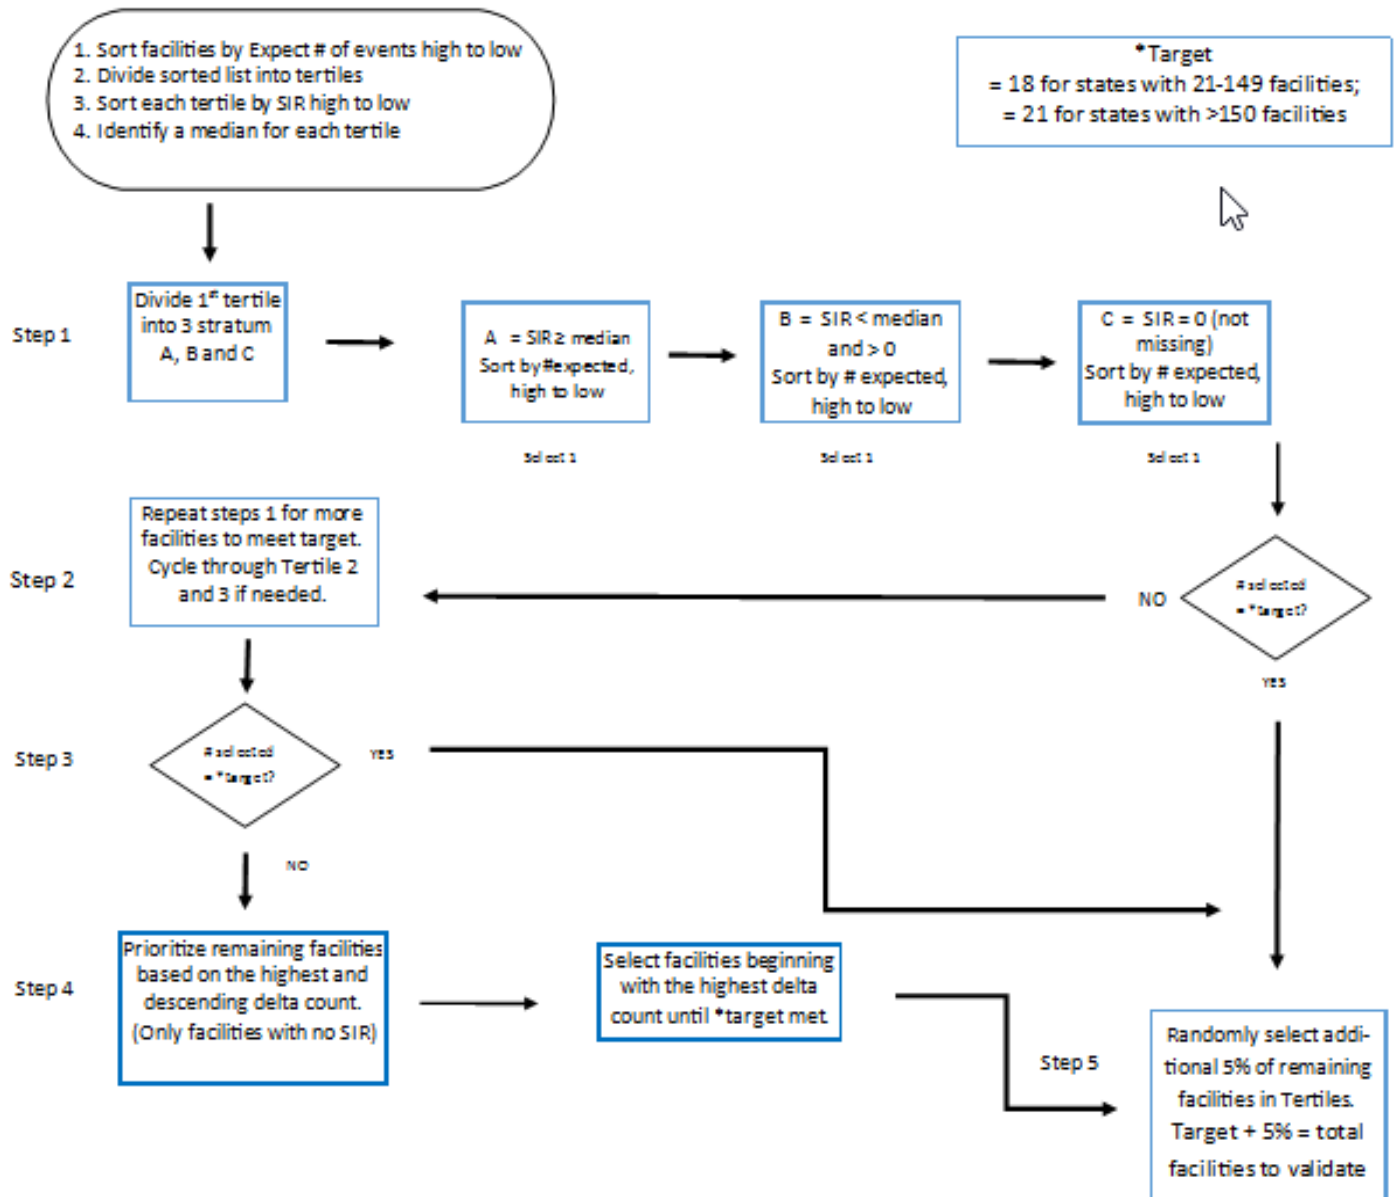 1. Sort facilities by Expect # of events high to low
2. Divide sorted list into tertiles
3. Sort each tertile by SIR high to low
4. Identify a median for each tertile
*Target
= 18 for states with 21-149 facilities;
= 21 for states with >150 facilities
Step 1
Divide 1st tertile
into 3 stratum
A, B and C
A = SIR ≥ median
Sort by #expected,
high to low
Select 1
B = SIR < median
and > 0
Sort by # expected,
high to low
Select 1
C = SIR = 0 (not
missing)
Sort by # expected,
high to low
Select 1
Step 2
Repeat steps 1 for more
facilities to meet target.
Cycle through Tertile 2
and 3 if needed.
NO
# selected
= *target?
YES
Step 3
# selected
= *target?
YES
NO
Step 4
Prioritize remaining facilities
based on the highest and
descending delta count.
(Only facilities with no SIR)
Select facilities beginning
with the highest delta
count until *target met.
Step 5
Randomly select addi-
tional 5% of remaining
facilities in Tertiles.
Target + 5% = total
facilities to validate